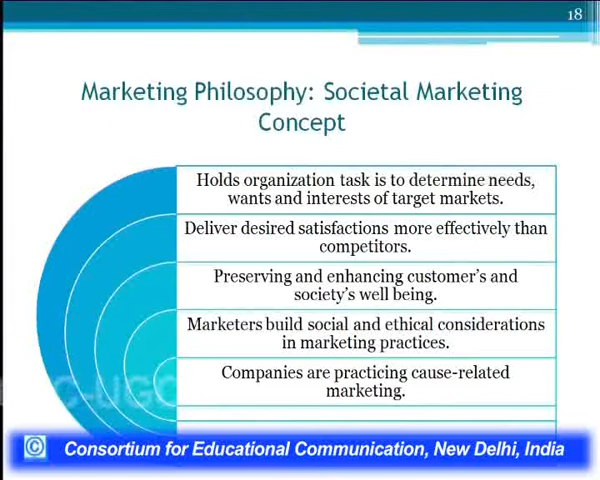 18
Marketing Philosophy: Societal Marketing
Concept
Holds organization task is to determine needs,
wants and interests of target markets.
Deliver desired satisfactions more effectively than
competitors.
Preserving and enhancing customer's and
society's well being.
Marketers build social and ethical considerations
in marketing practices.
Companies are practicing cause-related
marketing.
C-UGC
© Consortium for Educational Communication, New Delhi, India